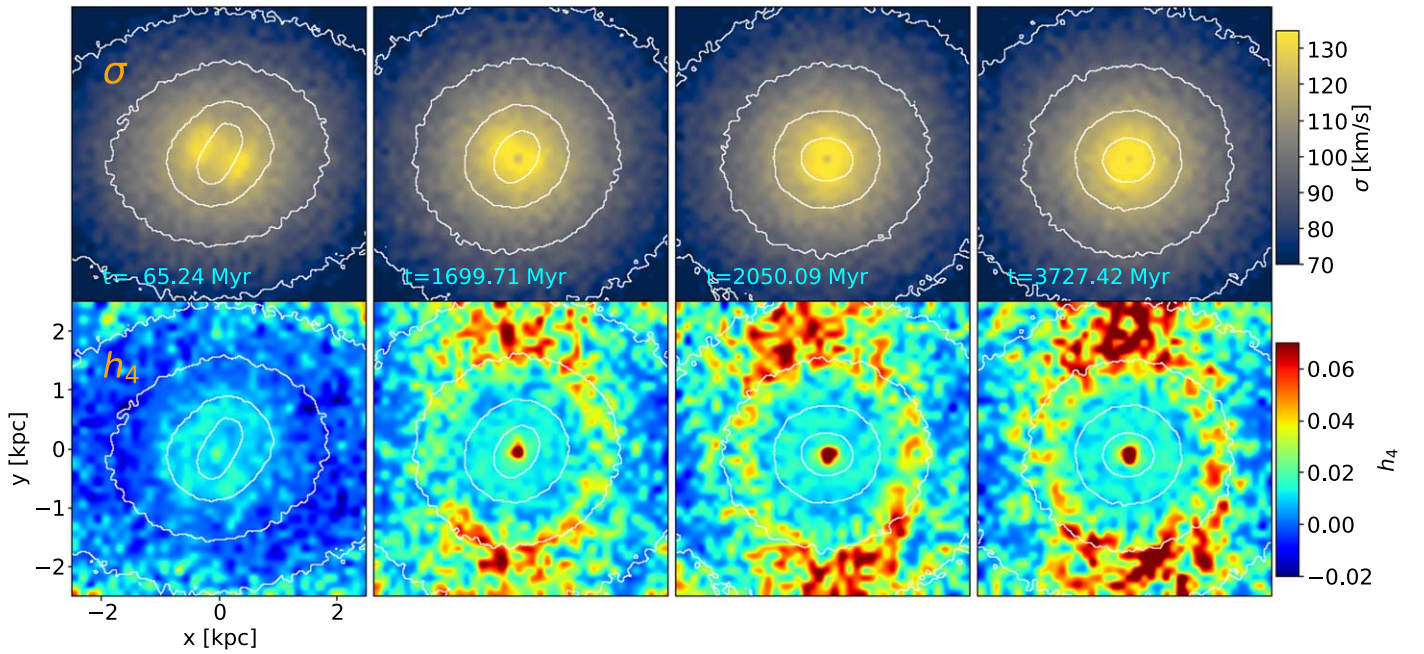 σ
t= 65.24 Myr
t=1699.71 Myr
t=2050.09 Myr
t=3727.42 Myr
130
120
110
100
90
80
70
σ [km/s]
h₄
2
1
0
−1
−2
y [kpc]
−2 0 2
x [kpc]
0.06
0.04
0.02
0.00
−0.02
h₄